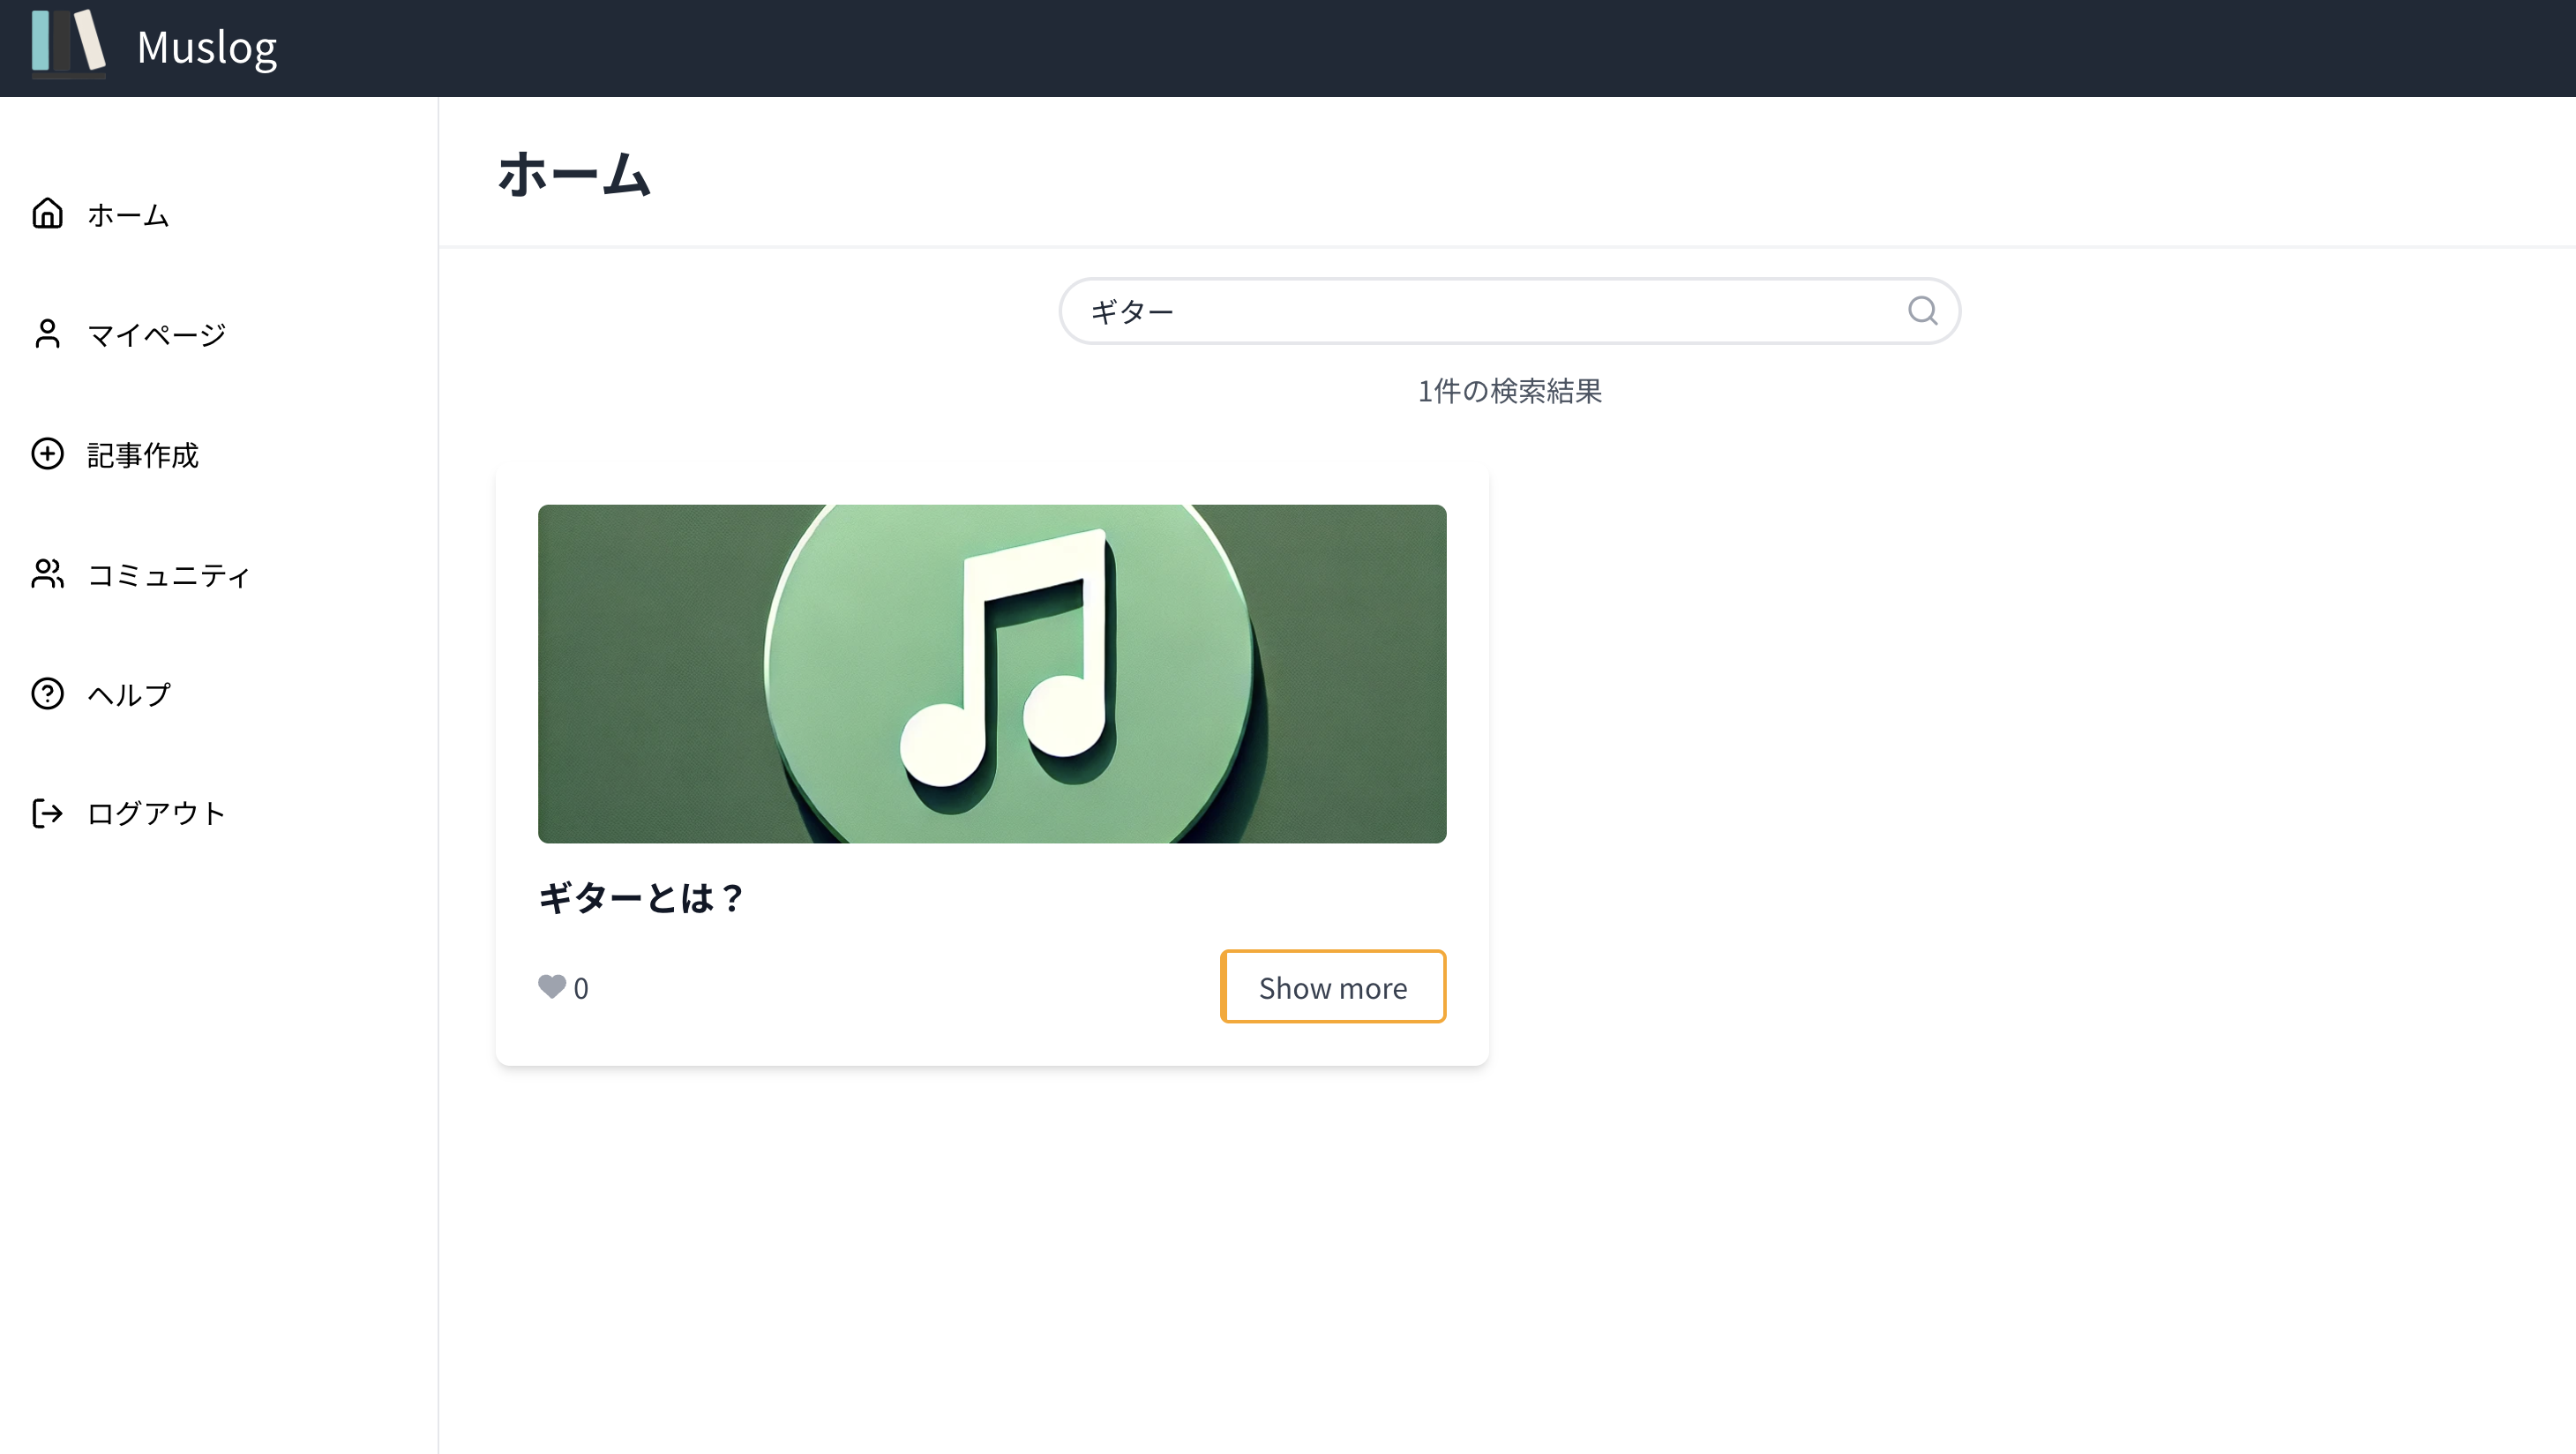 Muslog
ホーム
マイページ
記事作成
コミュニティ
ヘルプ
ログアウト
ホーム
ギター
1件の検索結果
ギターとは？
0
Show more